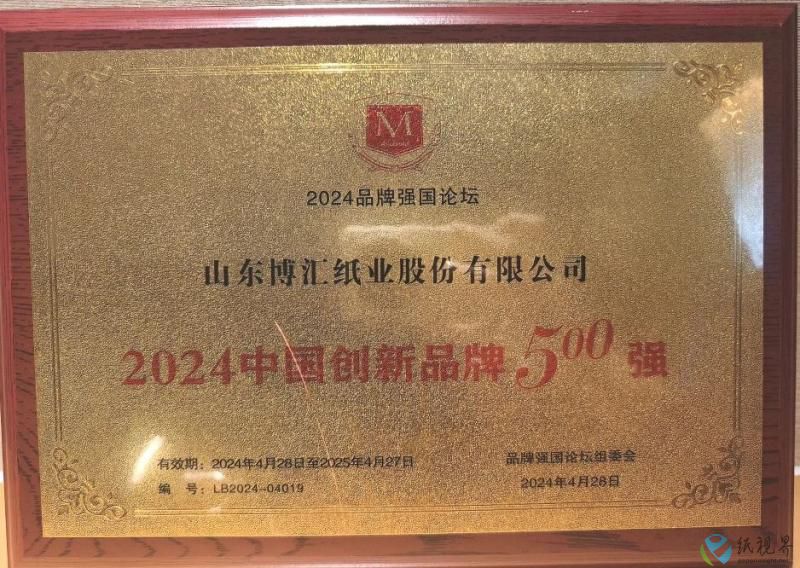 M
2024品牌强国论坛
山东博汇纸业股份有限公司
2024中国创新品牌500强
有效期：2024年4月28日至2025年4月27日
编 号：LB2024-04019
品牌强国论坛组委会
2024年4月28日
纸视界